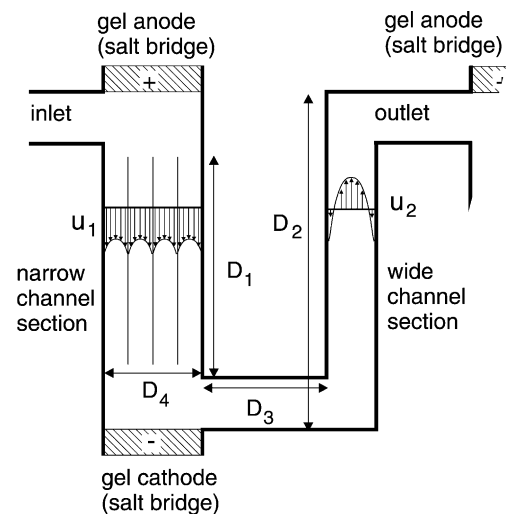 gel anode
(salt bridge)
+
inlet
gel anode
(salt bridge)
outlet
u1
D1
D2
u2
narrow
channel
section
wide
channel
section
D4
D3
-
gel cathode
(salt bridge)